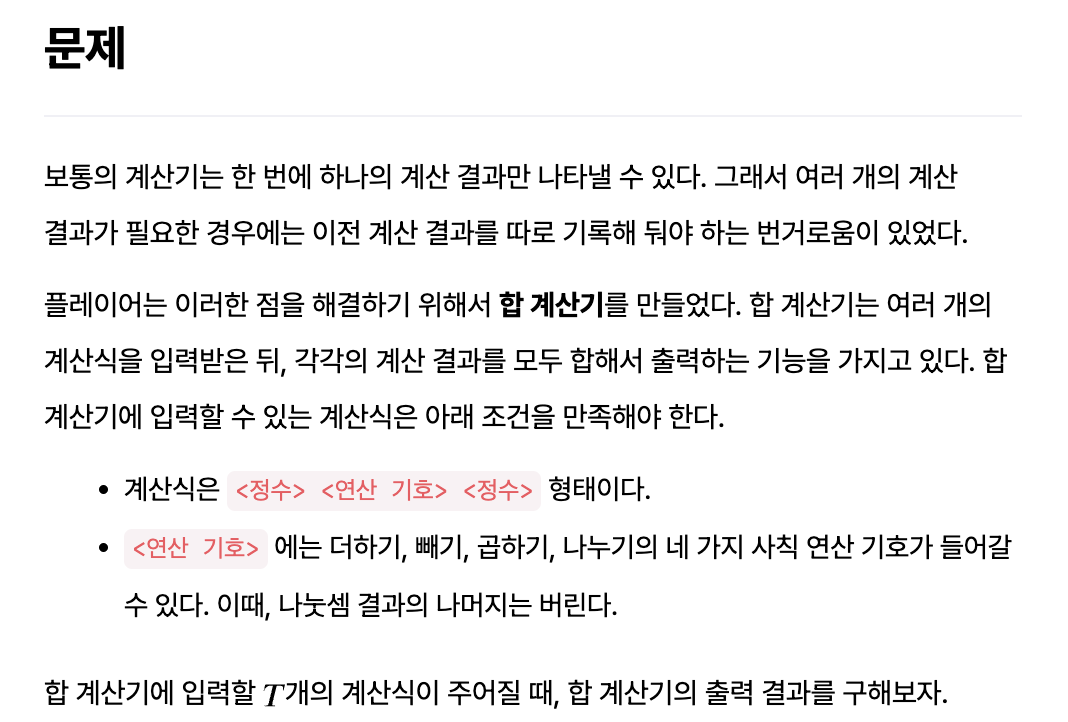 문제
보통의 계산기는 한 번에 하나의 계산 결과만 나타낼 수 있다. 그래서 여러 개의 계산
결과가 필요한 경우에는 이전 계산 결과를 따로 기록해 둬야 하는 번거로움이 있었다.
플레이어는 이러한 점을 해결하기 위해서 합 계산기를 만들었다. 합 계산기는 여러 개의
계산식을 입력받은 뒤, 각각의 계산 결과를 모두 합해서 출력하는 기능을 가지고 있다. 합
계산기에 입력할 수 있는 계산식은 아래 조건을 만족해야 한다.
• 계산식은 <정수> <연산 기호> <정수> 형태이다.
• <연산 기호> 에는 더하기, 빼기, 곱하기, 나누기의 네 가지 사칙 연산 기호가 들어갈
수 있다. 이때, 나눗셈 결과의 나머지는 버린다.
합 계산기에 입력할 T개의 계산식이 주어질 때, 합 계산기의 출력 결과를 구해보자.